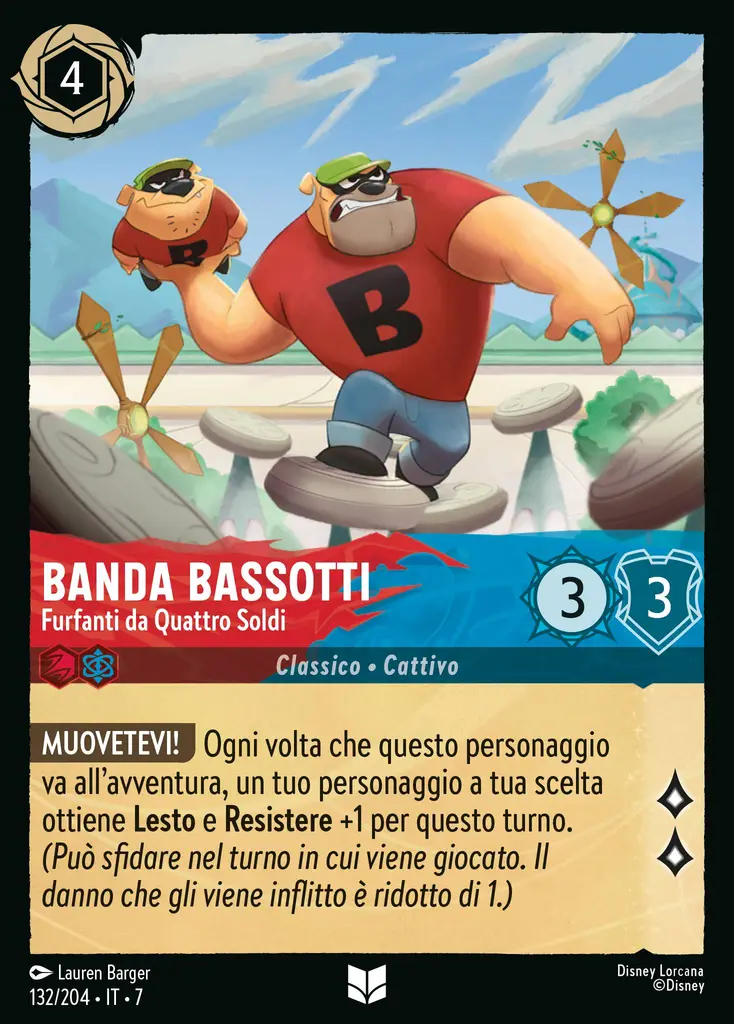 4
B
B
BANDA BASSOTTI
Furfanti da Quattro Soldi
3
3
Classico • Cattivo
MUOVETEVI! Ogni volta che questo personaggio
va all'avventura, un tuo personaggio a tua scelta
ottiene Lesto e Resistere +1 per questo turno.
(Può sfidare nel turno in cui viene giocato. Il
danno che gli viene inflitto è ridotto di 1.)
Lauren Barger
132/204 • IT • 7
Disney Lorcana
©Disney